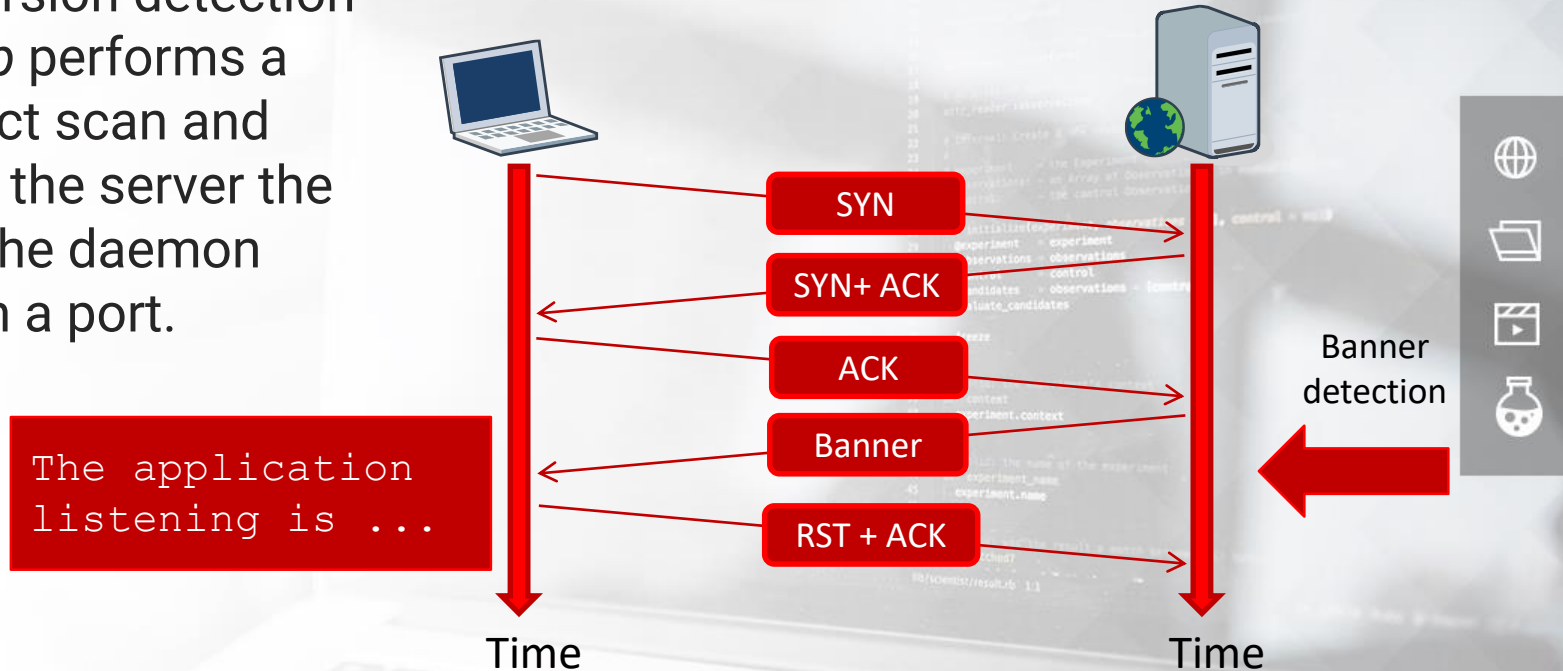 rsion detection
p performs a
ct scan and
the server the
he daemon
n a port.
SYN
SYN+ ACK
ACK
Banner
RST + ACK
Banner
detection
The application
listening is ...
Time
Time